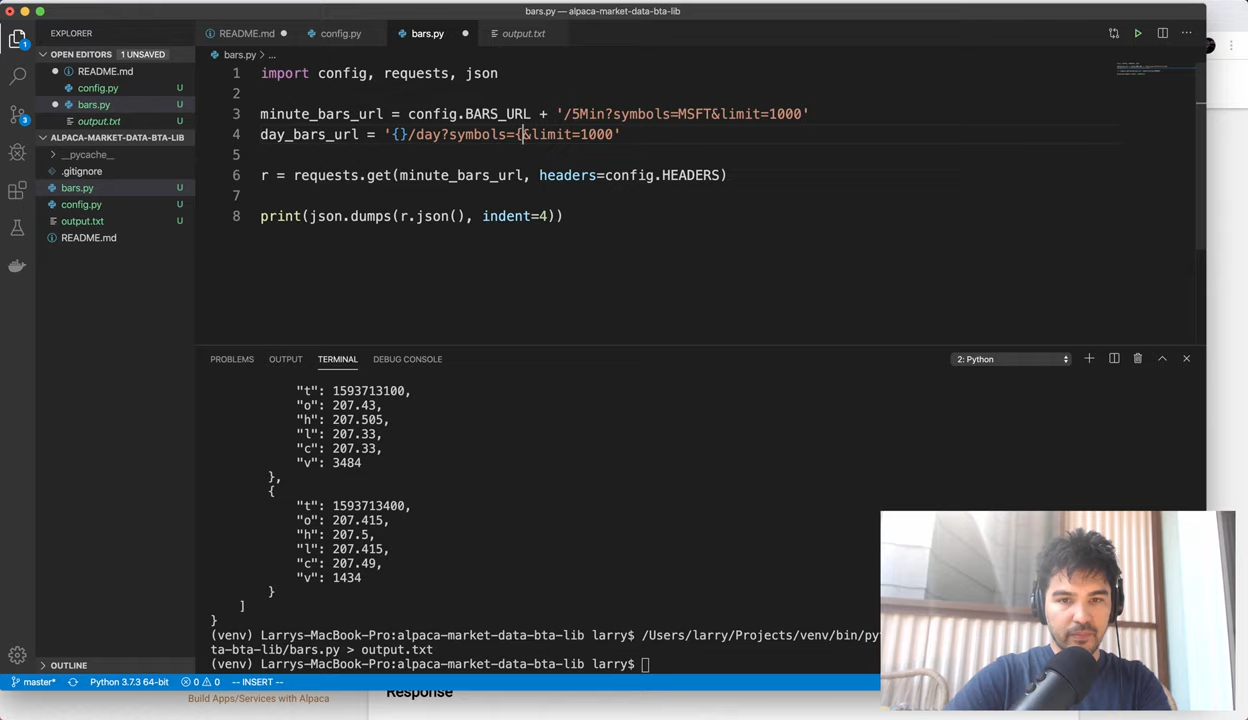 bars.py — alpaca-market-data-bta-lib
EXPLORER
README.md
config.py
bars.py
output.txt
OPEN EDITORS 1 UNSAVED
README.md
config.py U
bars.py U
output.txt U
ALPACA-MARKET-DATA-BTA-LIB
__pycache__
.gitignore
bars.py U
config.py U
output.txt U
README.md
OUTLINE
1
3
bars.py > ...
1 import config, requests, json
2
3 minute_bars_url = config.BARS_URL + '/5Min?symbols=MSFT&limit=1000'
4 day_bars_url = '{}/day?symbols={&limit=1000'
5
6 r = requests.get(minute_bars_url, headers=config.HEADERS)
7
8 print(json.dumps(r.json(), indent=4))
PROBLEMS OUTPUT TERMINAL DEBUG CONSOLE
2: Python
"t": 1593713100,
"o": 207.43,
"h": 207.505,
"l": 207.33,
"c": 207.33,
"v": 3484
},
{
"t": 1593713400,
"o": 207.415,
"h": 207.5,
"l": 207.415,
"c": 207.49,
"v": 1434
}
]
}
(venv) Larrys-MacBook-Pro:alpaca-market-data-bta-lib larry$ /Users/larry/Projects/venv/bin/py
ta-bta-lib/bars.py > output.txt
(venv) Larrys-MacBook-Pro:alpaca-market-data-bta-lib larry$
master* Python 3.7.3 64-bit 0 0 -- INSERT --
Build Apps/Services with Alpaca
Response